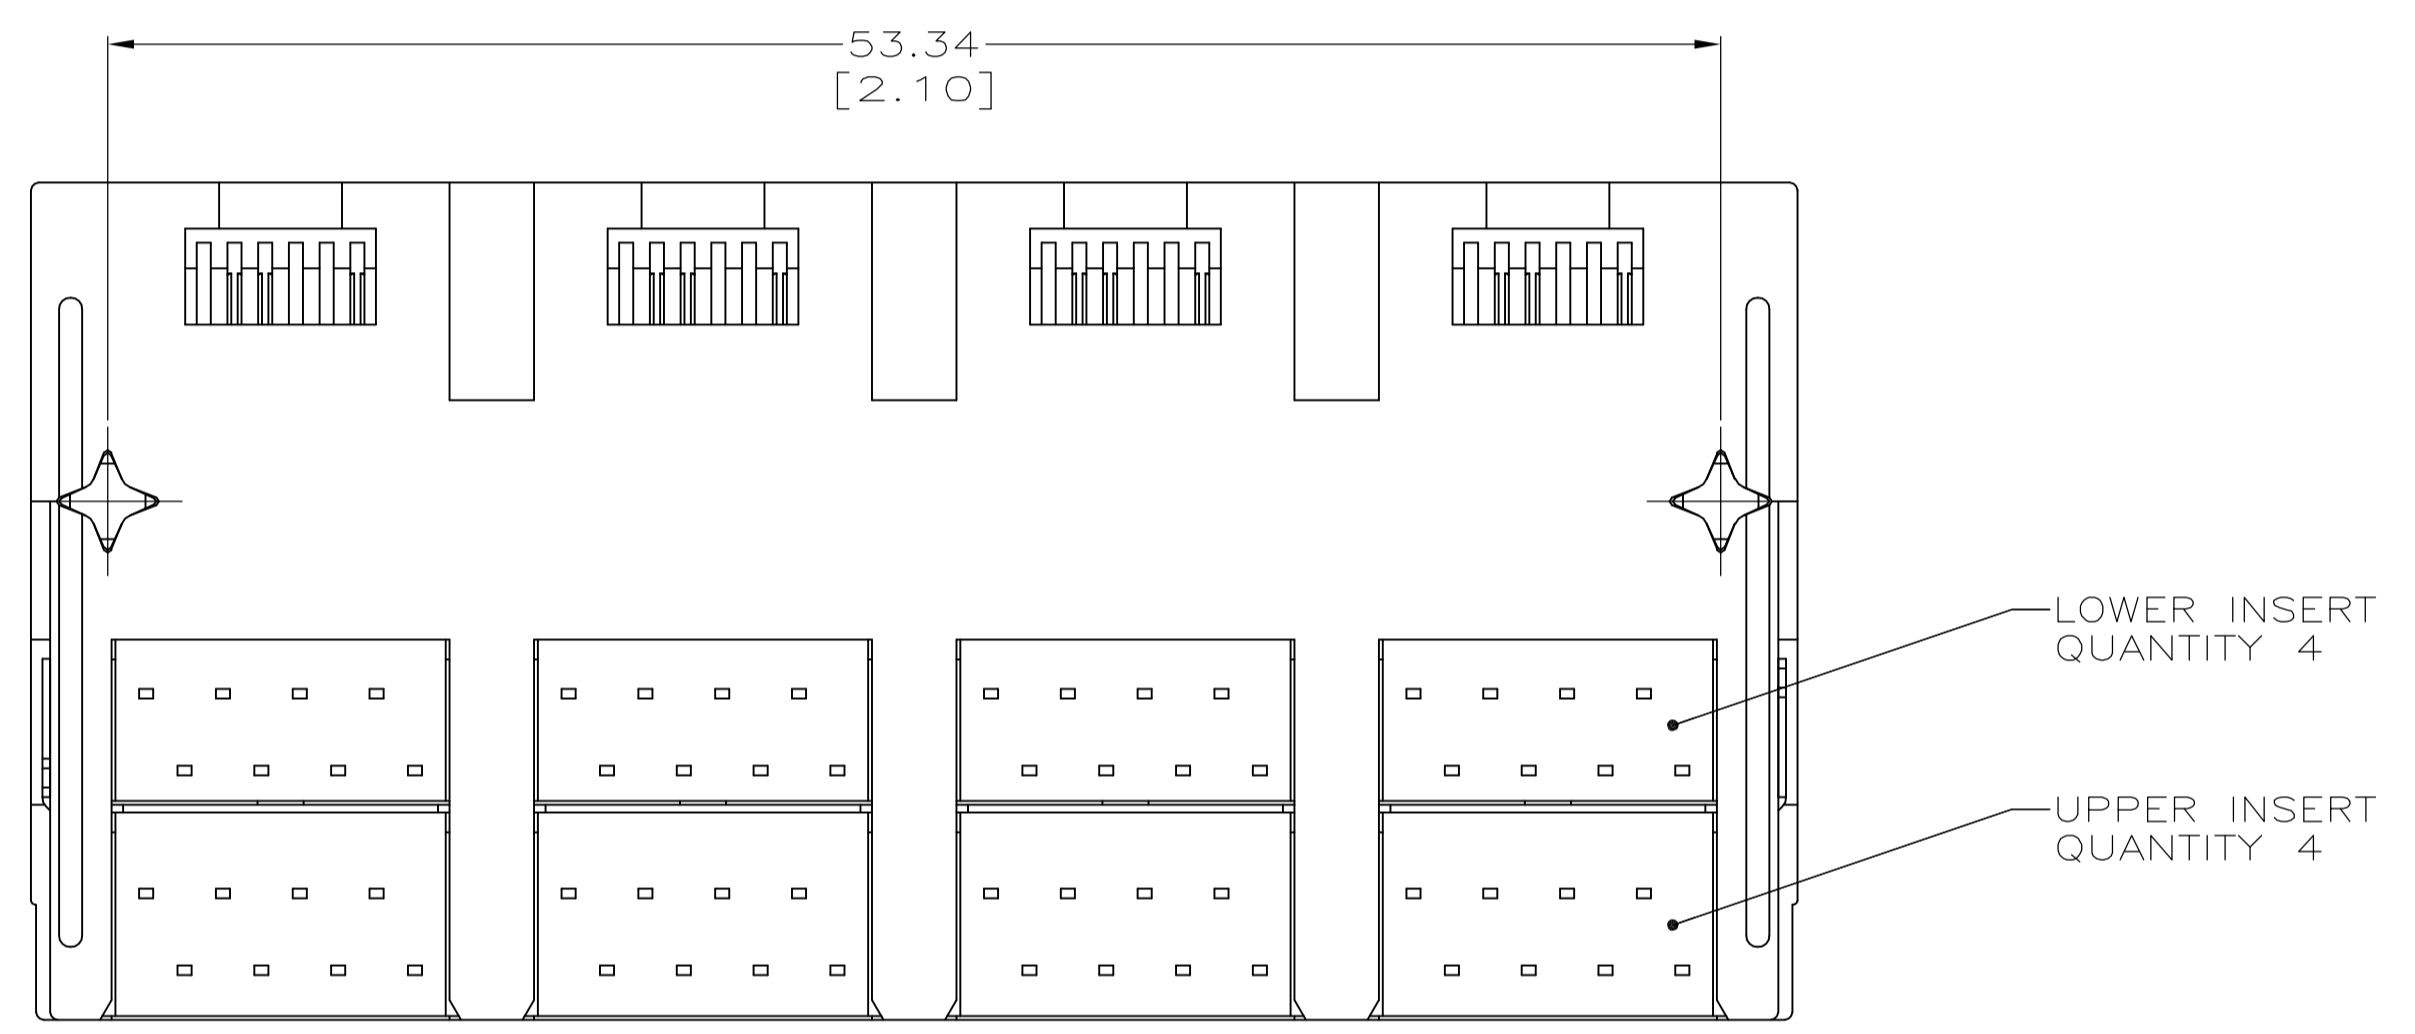 53.34
[2.10]
LOWER INSERT
QUANTITY 4
UPPER INSERT
QUANTITY 4